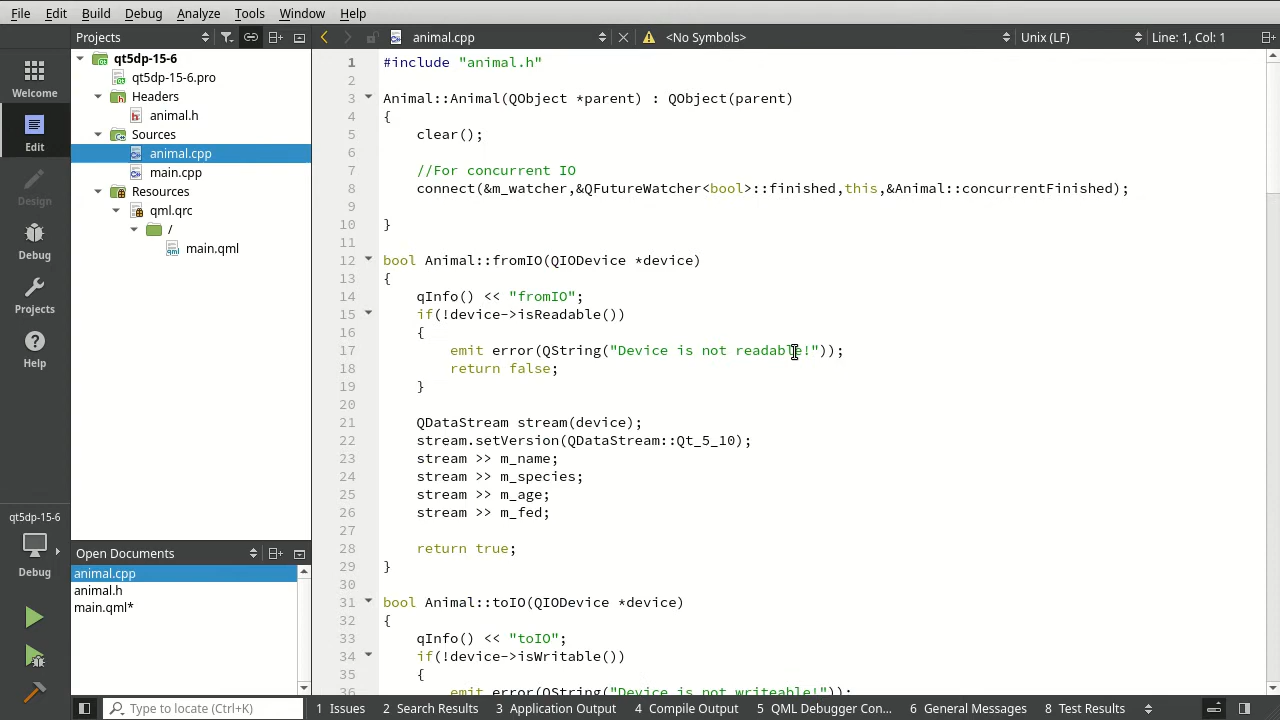 File Edit Build Debug Analyze Tools Window Help
Projects
animal.cpp
<No Symbols>
Unix (LF)
Line: 1, Col: 1
Welcome
Edit
Design
Debug
Projects
Help
qt5dp-15-6
Debug
qt5dp-15-6
qt5dp-15-6.pro
Headers
animal.h
Sources
animal.cpp
main.cpp
Resources
qml.qrc
/
main.qml
Open Documents
animal.cpp
animal.h
main.qml*
1 #include "animal.h"
2
3 Animal::Animal(QObject *parent) : QObject(parent)
4 {
5 clear();
6
7 //For concurrent IO
8 connect(&m_watcher,&QFutureWatcher<bool>::finished,this,&Animal::concurrentFinished);
9
10 }
11
12 bool Animal::fromIO(QIODevice *device)
13 {
14 qInfo() << "fromIO";
15 if(!device->isReadable())
16 {
17 emit error(QString("Device is not readable!"));
18 return false;
19 }
20
21 QDataStream stream(device);
22 stream.setVersion(QDataStream::Qt_5_10);
23 stream >> m_name;
24 stream >> m_species;
25 stream >> m_age;
26 stream >> m_fed;
27
28 return true;
29 }
30
31 bool Animal::toIO(QIODevice *device)
32 {
33 qInfo() << "toIO";
34 if(!device->isWritable())
35 {
36 emit error(QString("Device is not writeable!"));
Type to locate (Ctrl+K)
1 Issues
2 Search Results
3 Application Output
4 Compile Output
5 QML Debugger Con...
6 General Messages
8 Test Results